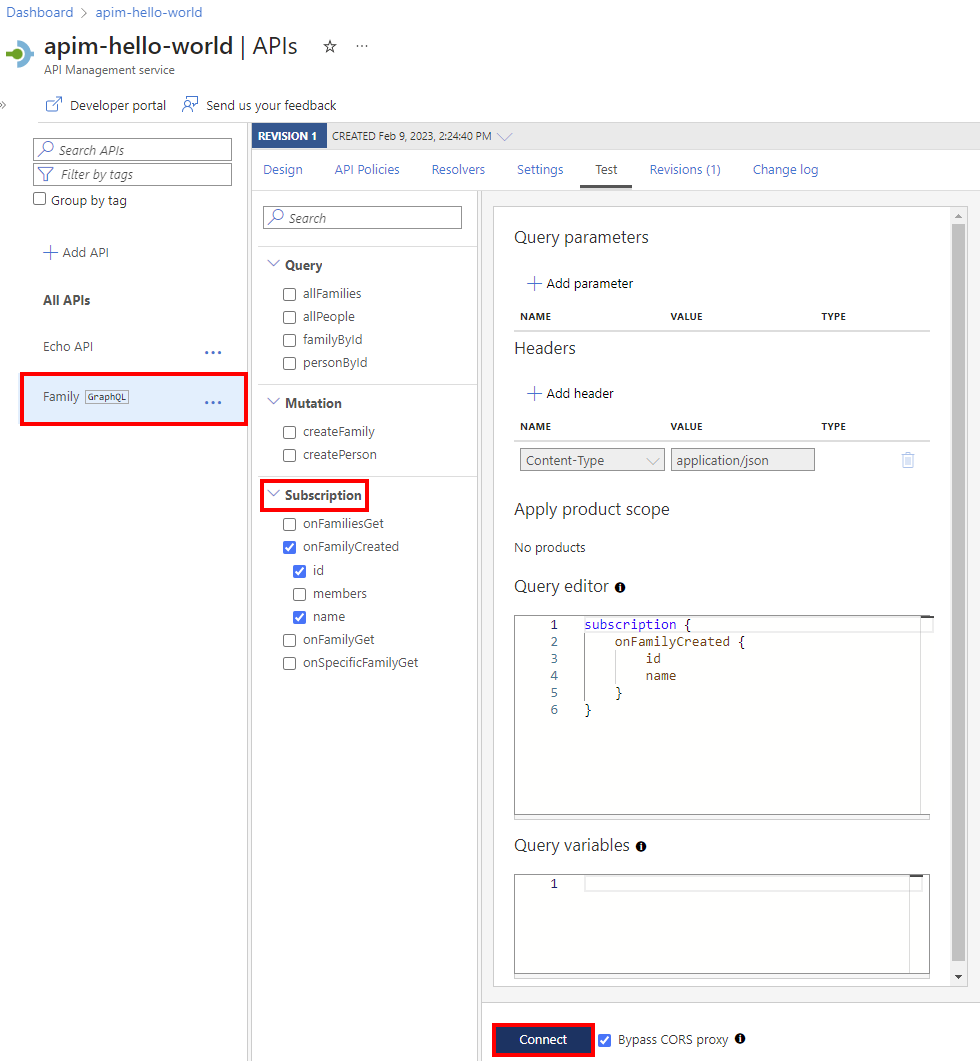 Dashboard > apim-hello-world
apim-hello-world | APIs
API Management service
Developer portal
Send us your feedback
Search APIs
Filter by tags
Group by tag
Add API
All APIs
Echo API
Family GraphQL
REVISION 1 CREATED Feb 9, 2023, 2:24:40 PM
Design API Policies Resolvers Settings Test Revisions (1) Change log
Search
Query
allFamilies
allPeople
familyById
personById
Mutation
createFamily
createPerson
Subscription
onFamiliesGet
onFamilyCreated
id
members
name
onFamilyGet
onSpecificFamilyGet
Query parameters
Add parameter
NAME VALUE TYPE
Headers
Add header
NAME VALUE TYPE
Content-Type application/json
Apply product scope
No products
Query editor
1 subscription {
2 onFamilyCreated {
3 id
4 name
5 }
6 }
Query variables
1
Connect Bypass CORS proxy